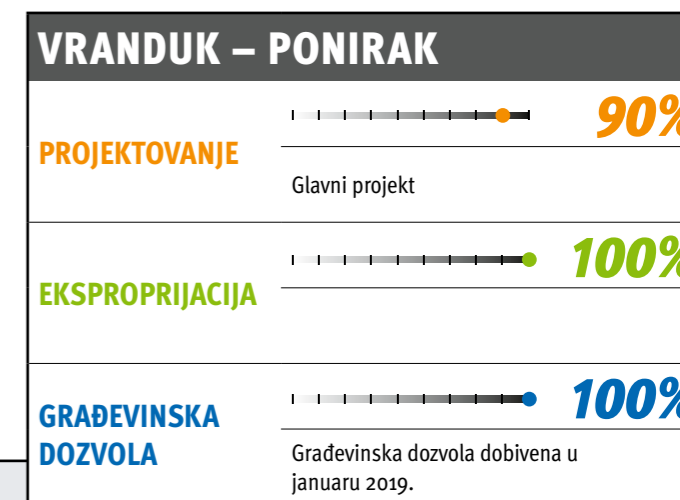 VRANDUK – PONIRAK
PROJEKTOVANJE
90%
Glavni projekt
EKSPROPRIJACIJA
100%
GRAĐEVINSKA
DOZVOLA
100%
Građevinska dozvola dobivena u
januaru 2019.